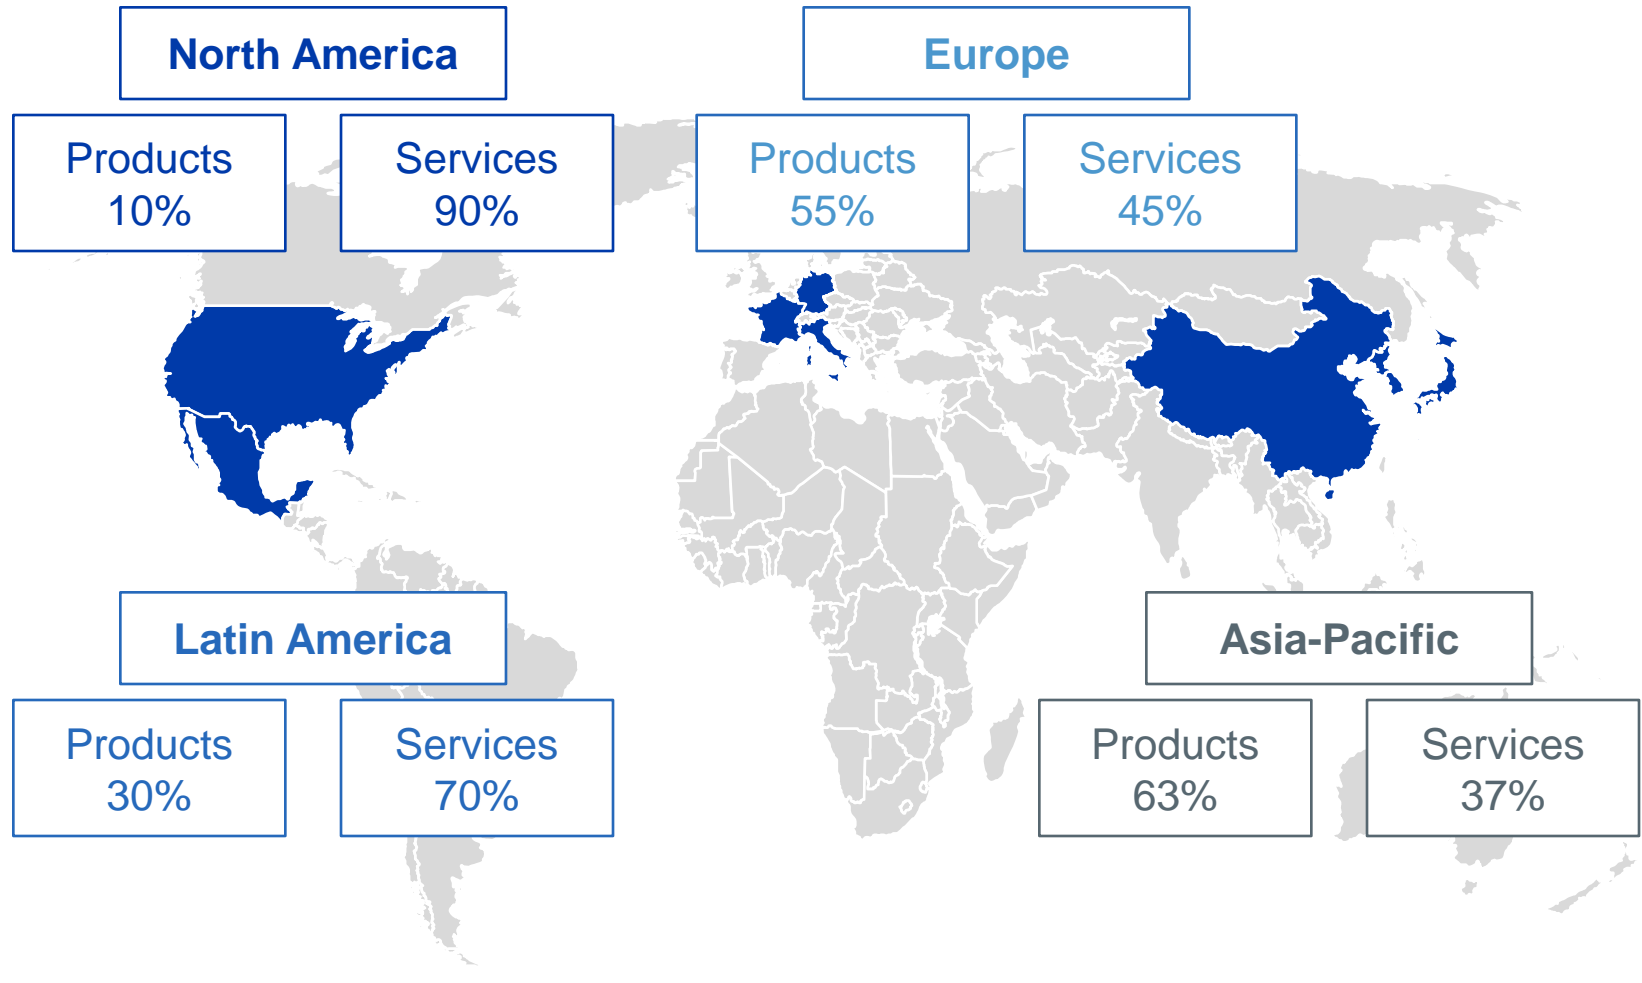 North America
Products
10%
Services
90%
Europe
Products
55%
Services
45%
Latin America
Products
30%
Services
70%
Asia-Pacific
Products
63%
Services
37%